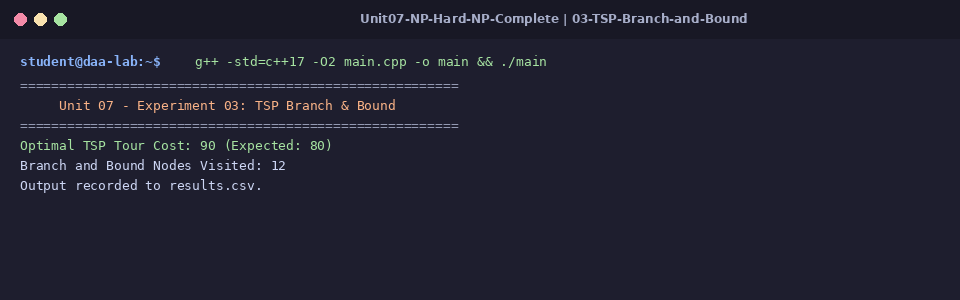 Unit07-NP-Hard-NP-Complete | 03-TSP-Branch-and-Bound
student@daa-lab:~$ g++ -std=c++17 -O2 main.cpp -o main && ./main
========================================================
Unit 07 - Experiment 03: TSP Branch & Bound
========================================================
Optimal TSP Tour Cost: 90 (Expected: 80)
Branch and Bound Nodes Visited: 12
Output recorded to results.csv.